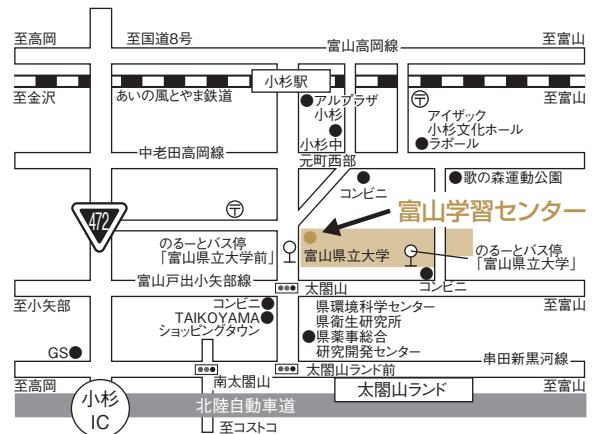 至高岡
至国道8号
富山高岡線
至富山
小杉駅
至金沢
あいの風とやま鉄道
アルプラザ
小杉
小杉中
〒
至富山
アイザック
小杉文化ホール
ラポール
中老田高岡線
元町西部
コンビニ
歌の森運動公園
472
〒
富山学習センター
のるーとバス停
「富山県立大学前」
富山県立大学
のるーとバス停
「富山県立大学」
コンビニ
富山戸出小矢部線
太閤山
至小矢部
至富山
コンビニ
TAIKOYAMA
ショッピングタウン
県環境科学センター
県衛生研究所
県薬事総合
研究開発センター
GS
串田新黒河線
太閤山ランド前
至高岡
南太閤山
太閤山ランド
至富山
小杉
IC
北陸自動車道
至コストコ